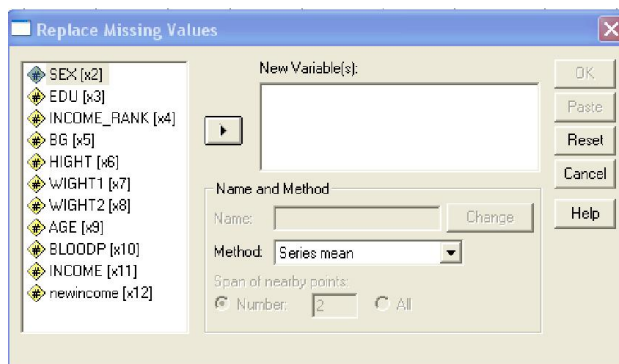 Replace Missing Values
SEX [x2]
EDU [x3]
INCOME_RANK [x4]
BG [x5]
HIGHT [x6]
WIGHT1 [x7]
WIGHT2 [x8]
AGE [x9]
BLOODP [x10]
INCOME [x11]
newincome [x12]
New Variable(s):
OK
Paste
Reset
Cancel
Help
Name and Method
Name:
Change
Method: Series mean
Span of nearby points:
Number: 2 All